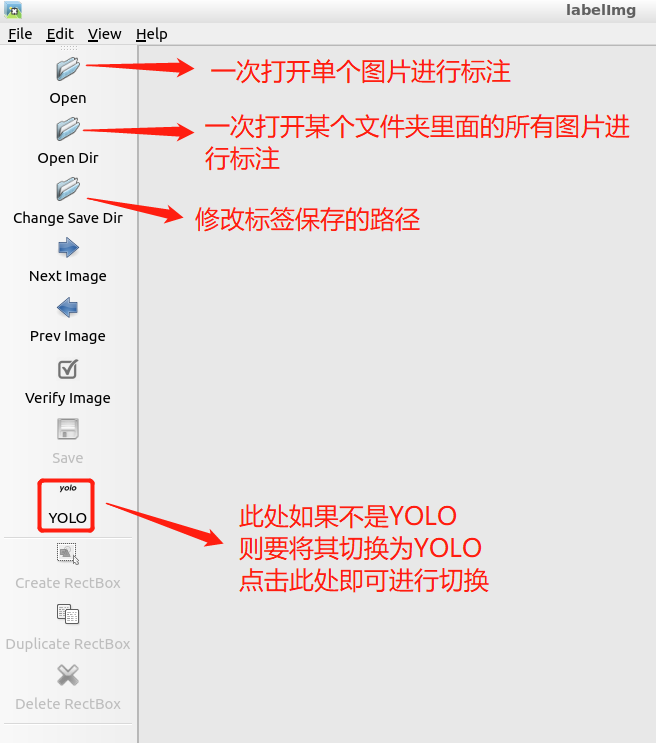 labelImg
File Edit View Help
Open
一次打开单个图片进行标注
Open Dir
一次打开某个文件夹里面的所有图片进
行标注
Change Save Dir
修改标签保存的路径
Next Image
Prev Image
Verify Image
Save
yolo
YOLO
此处如果不是YOLO
则要将其切换为YOLO
点击此处即可进行切换
Create RectBox
Duplicate RectBox
Delete RectBox